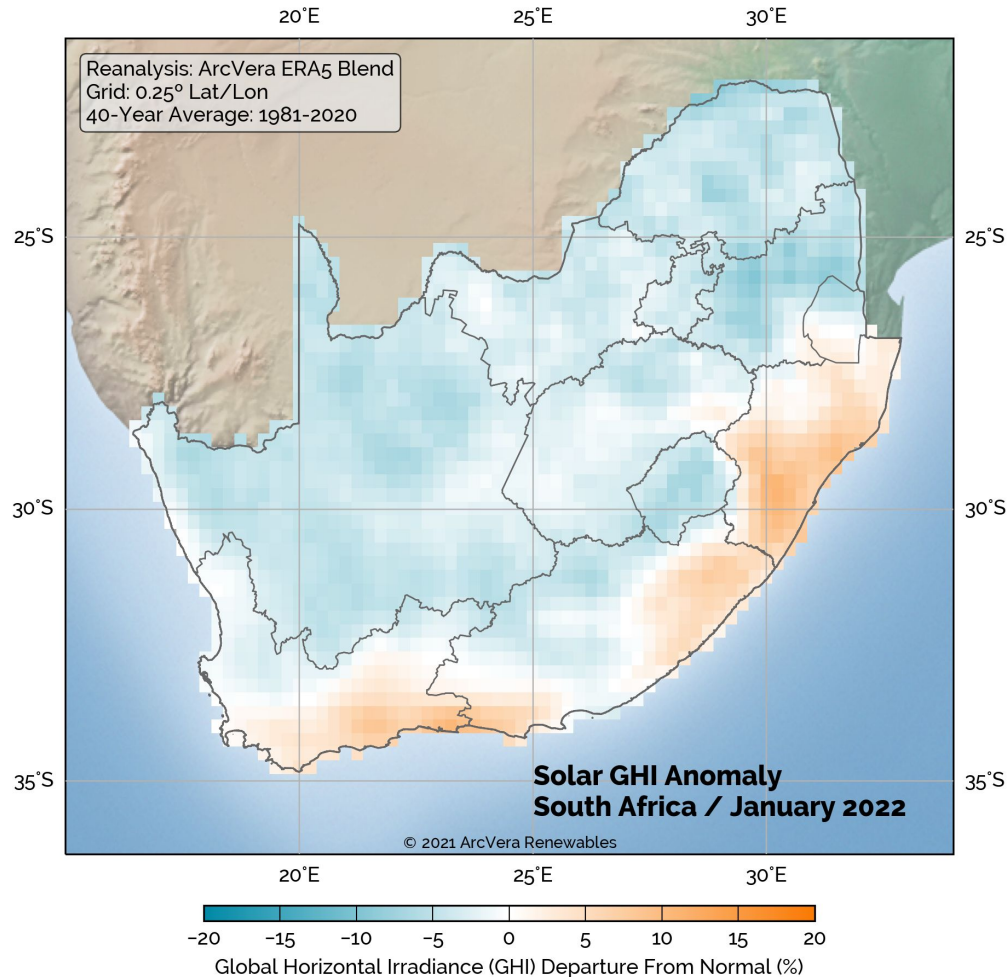 20°E 25°E 30°E
Reanalysis: ArcVera ERA5 Blend
Grid: 0.25º Lat/Lon
40-Year Average: 1981-2020
25°S 25°S
30°S 30°S
35°S 35°S
Solar GHI Anomaly
South Africa / January 2022
© 2021 ArcVera Renewables
20°E 25°E 30°E
−20 −15 −10 −5 0 5 10 15 20
Global Horizontal Irradiance (GHI) Departure From Normal (%)